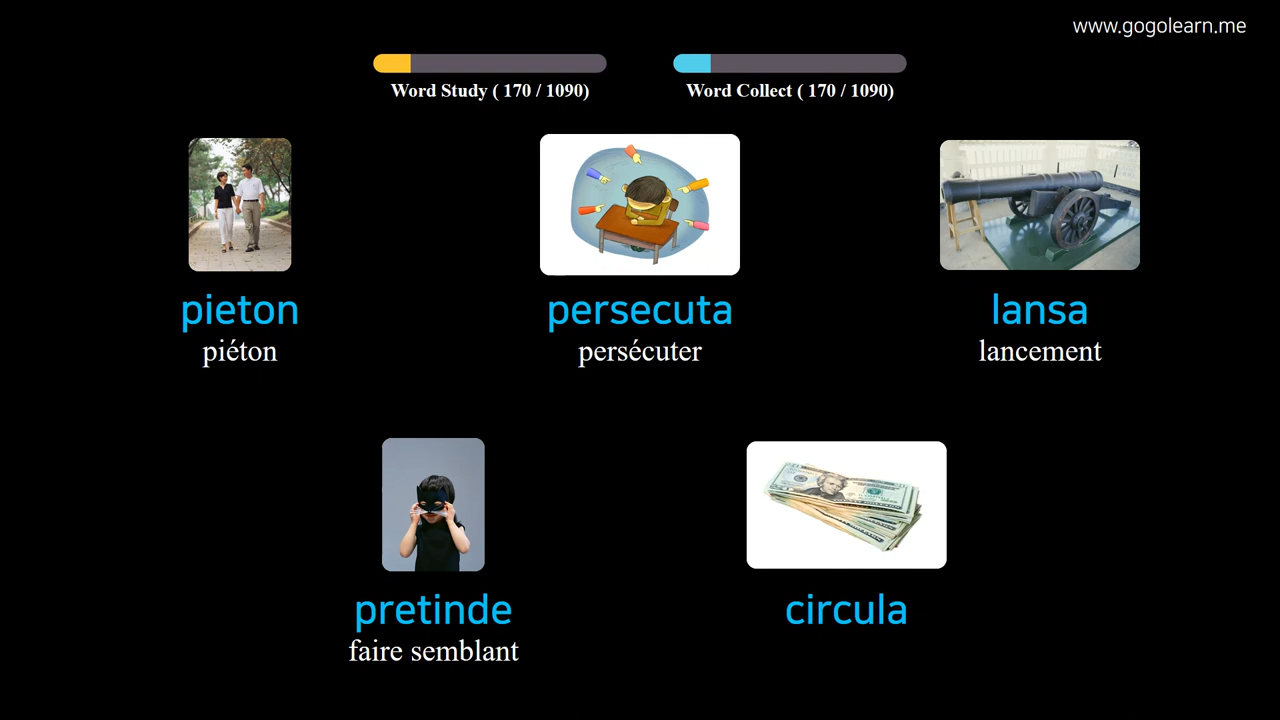 www.gogolearn.me
Word Study ( 170 / 1090)
Word Collect ( 170 / 1090)
pieton
piéton
persecuta
persécuter
lansa
lancement
pretinde
faire semblant
circula